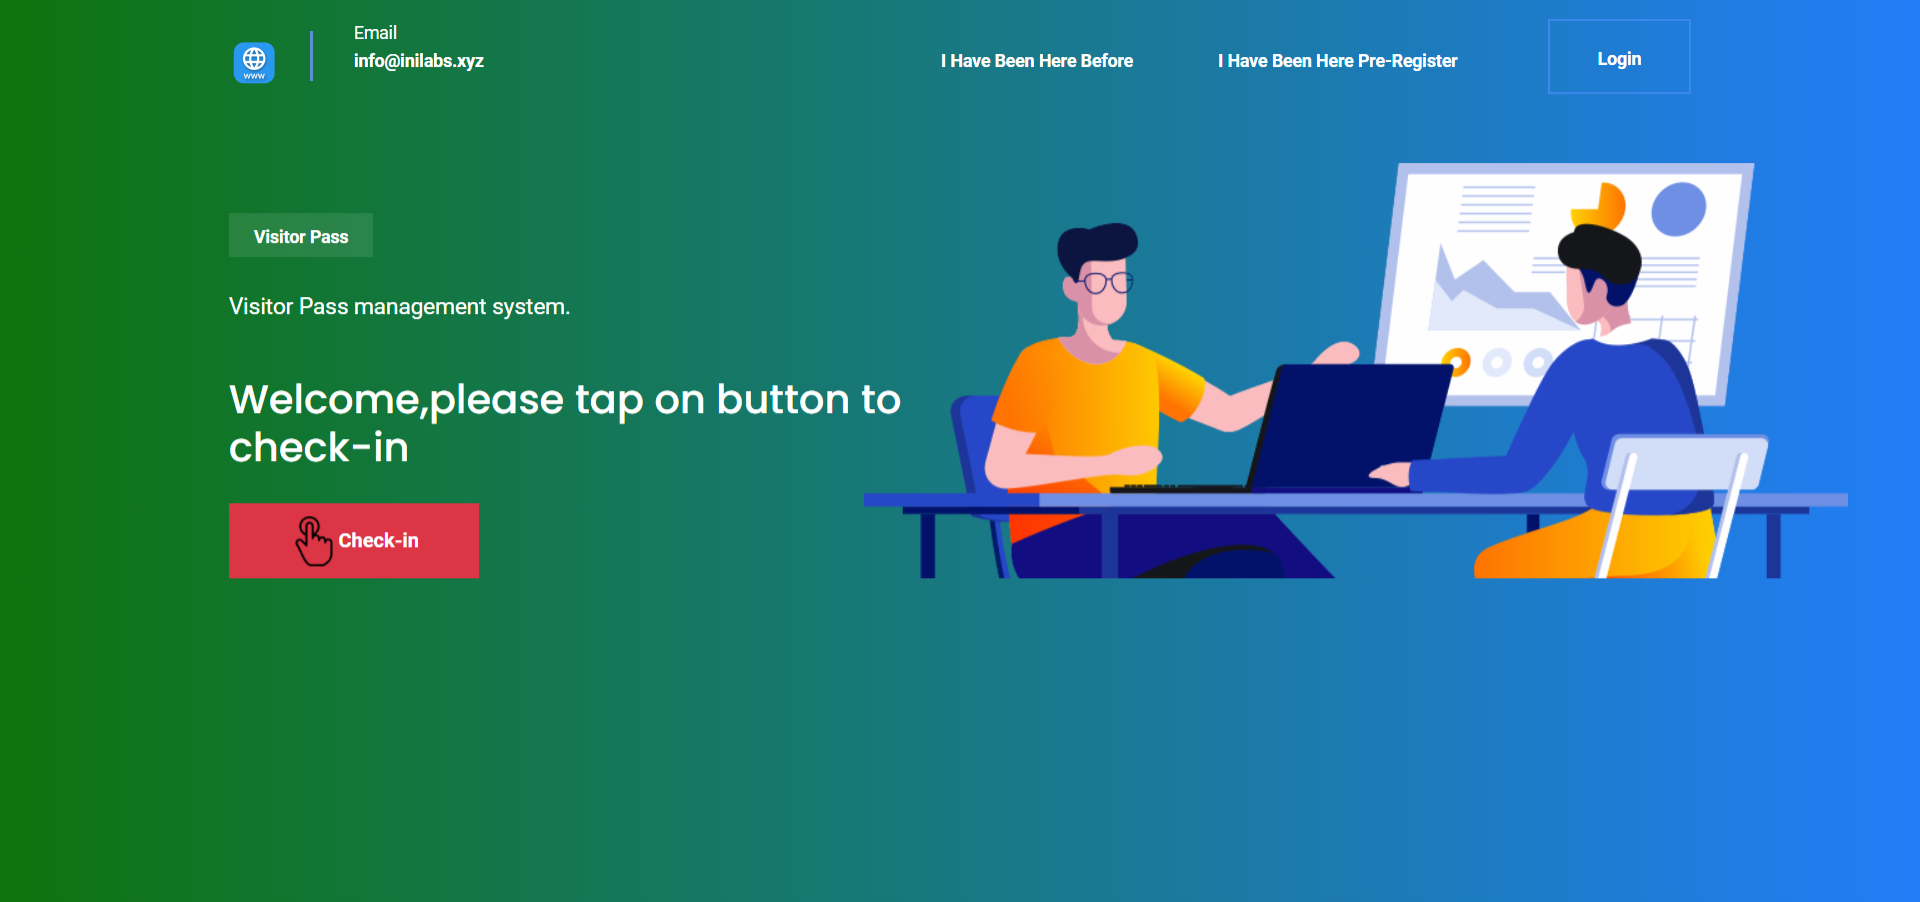 www
Email
info@inilabs.xyz
I Have Been Here Before
I Have Been Here Pre-Register
Login
Visitor Pass
Visitor Pass management system.
Welcome,please tap on button to
check-in
Check-in